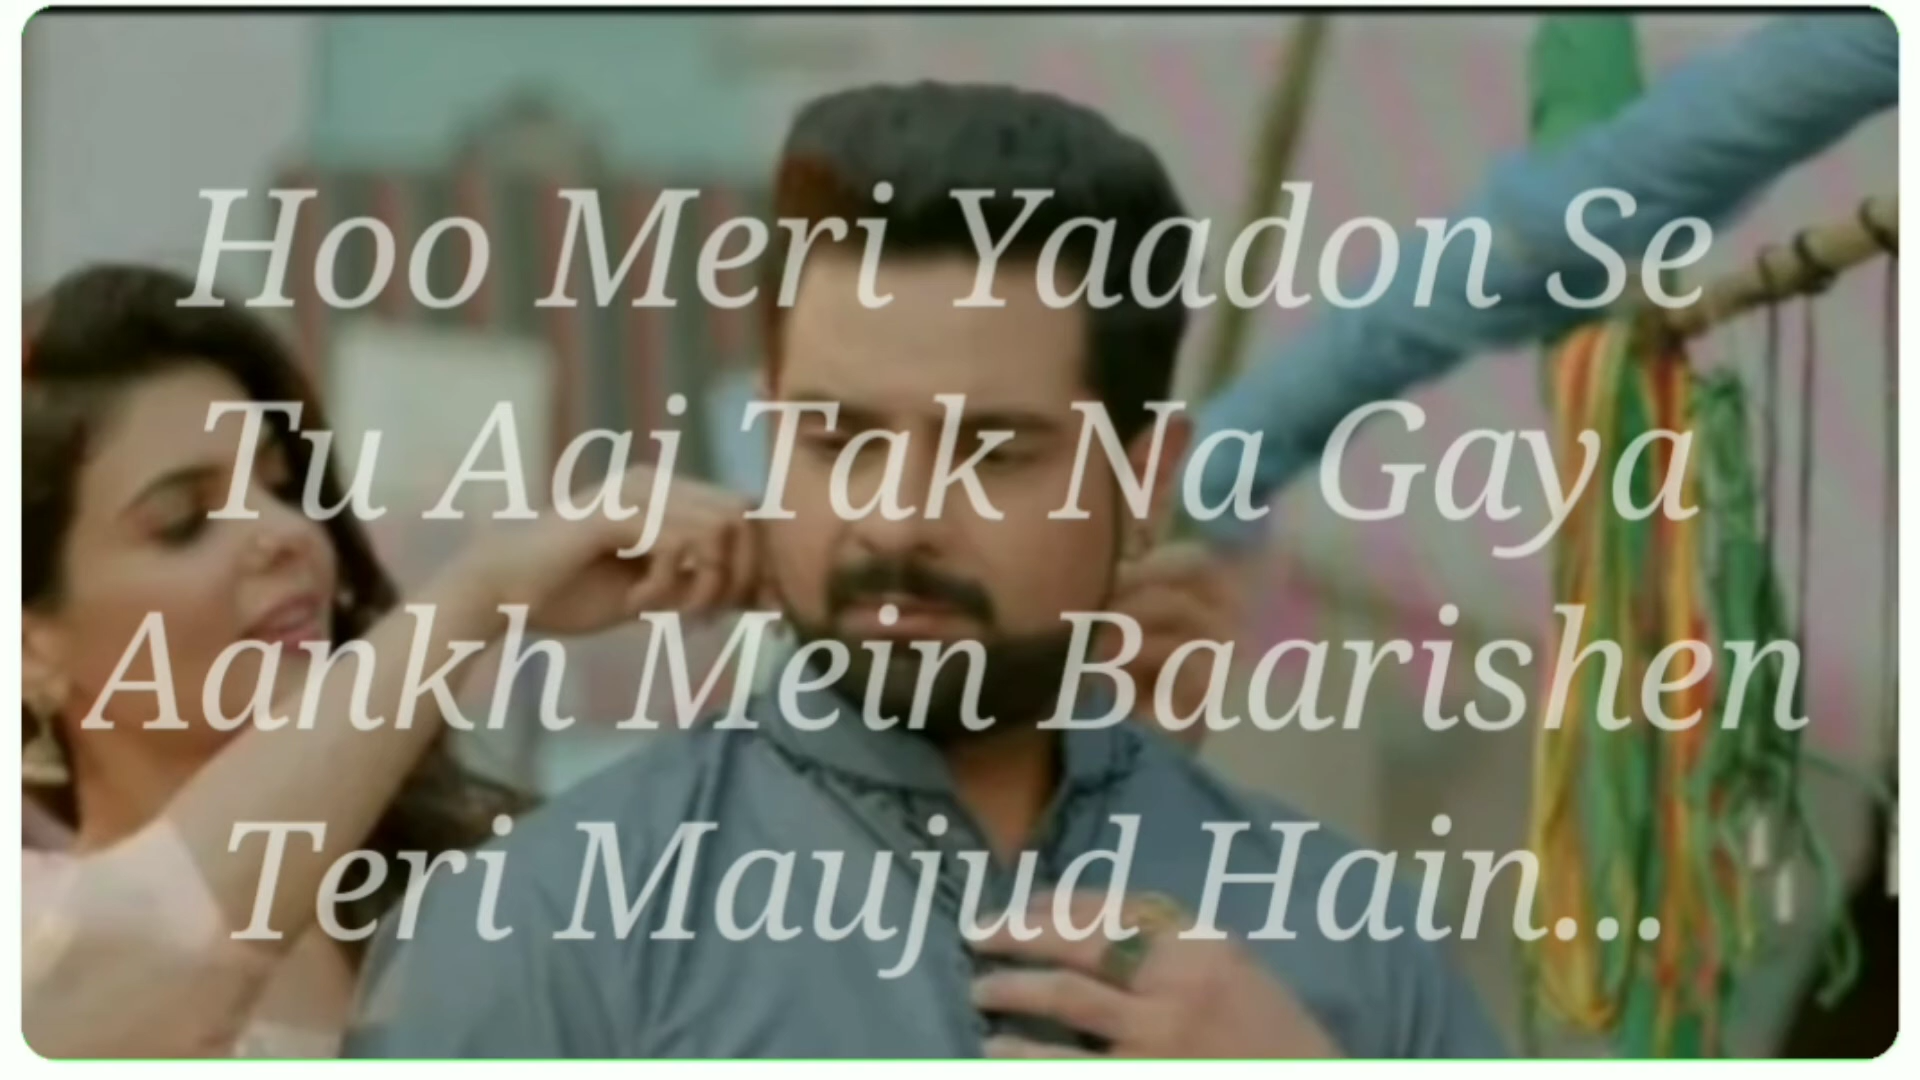 Hoo Meri Yaadon Se
Tu Aaj Tak Na Gaya
Aankh Mein Baarishen
Teri Maujud Hain...